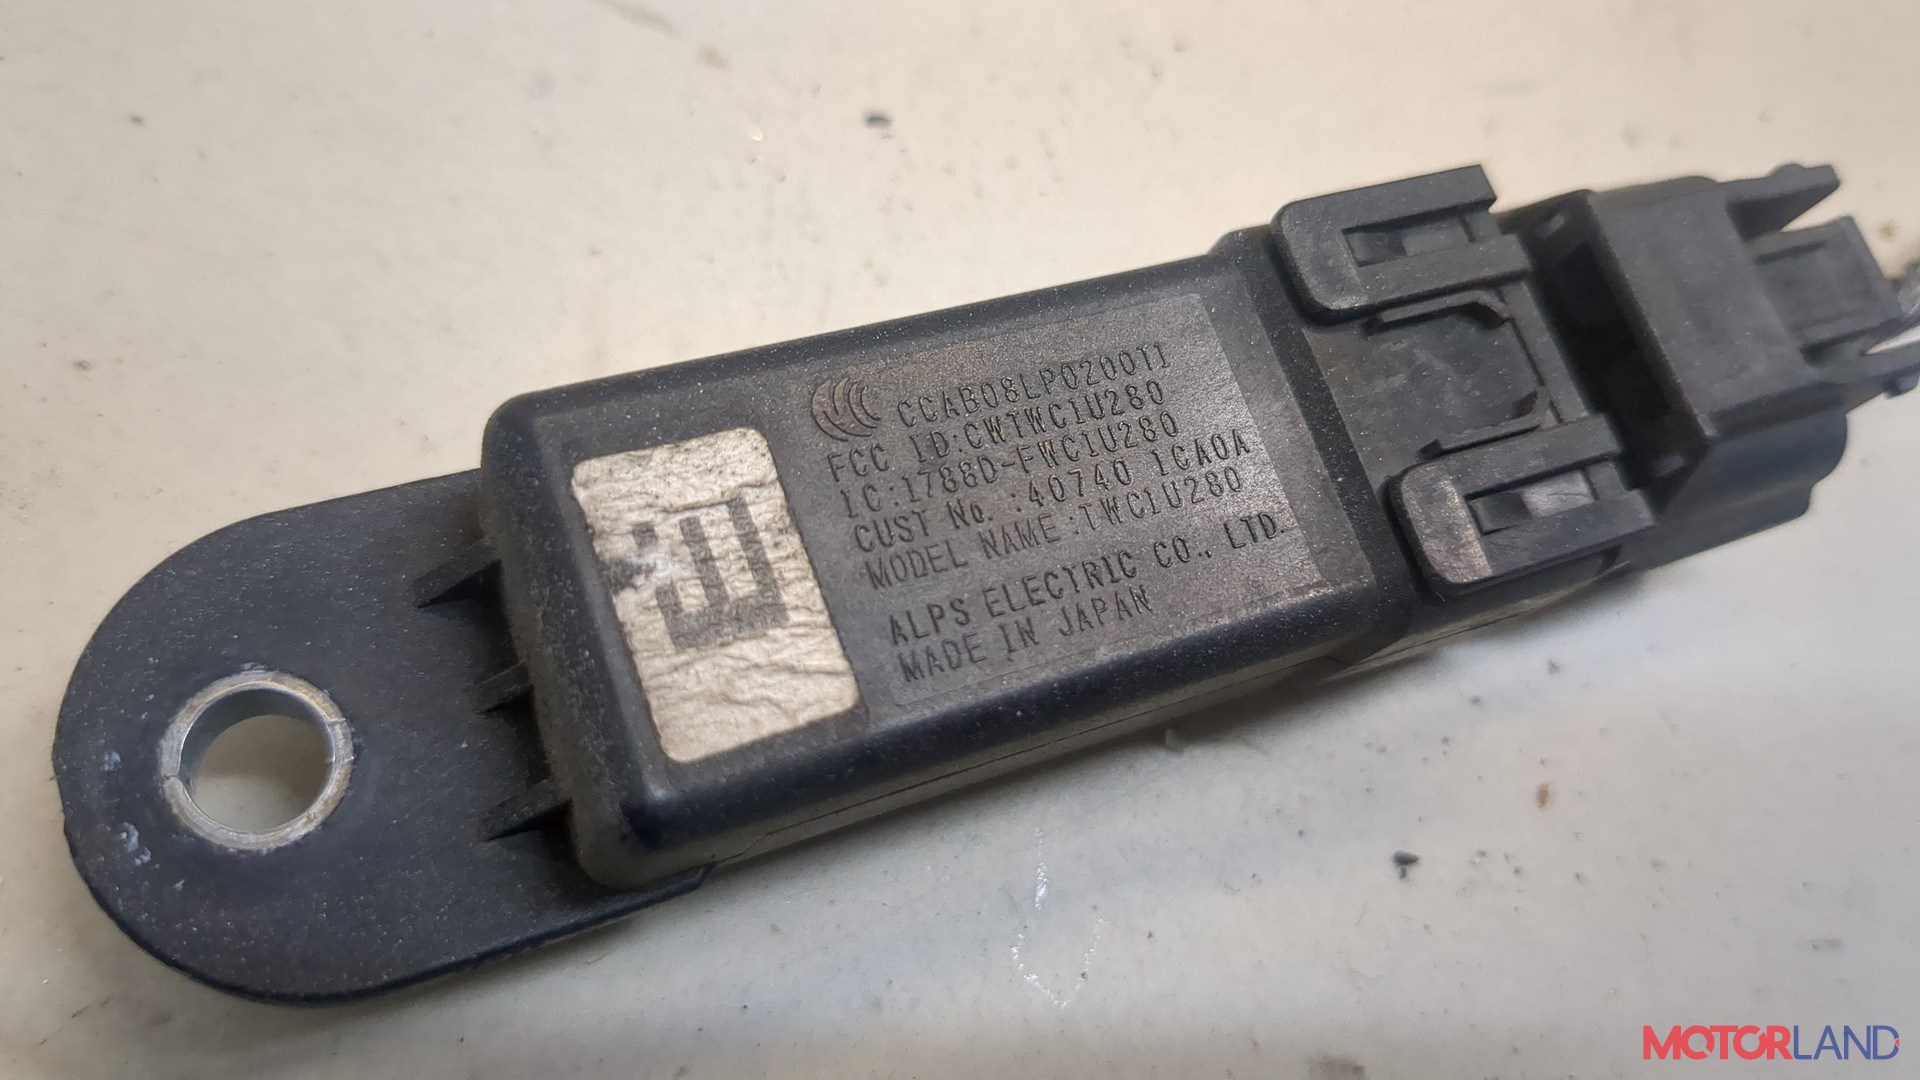 CCAB08LP0200T1
FCC ID:CWTWC1U280
IC:1788D-FWC1U280
CUST No. :40740 1CA0A
MODEL NAME:TWC1U280
ALPS ELECTRIC CO., LTD.
MADE IN JAPAN
MOTORLAND